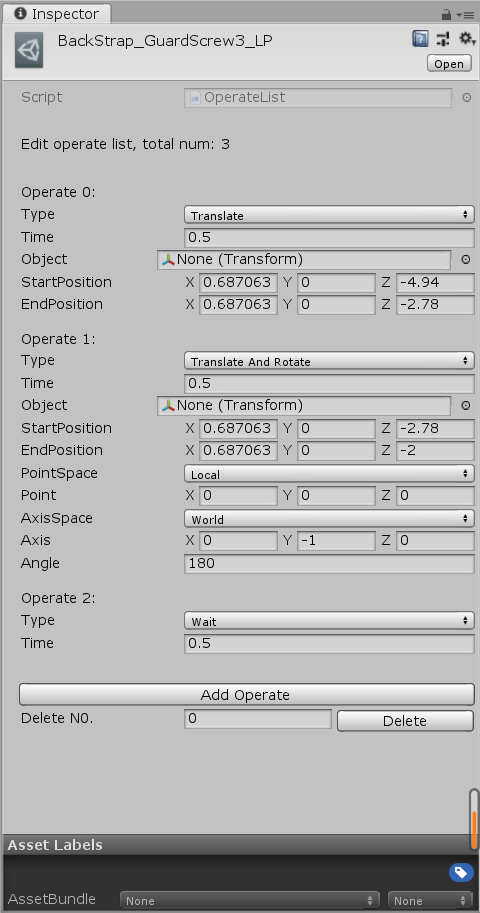 Inspector
BackStrap_GuardScrew3_LP
Open
Script OperateList
Edit operate list, total num: 3
Operate 0:
Type Translate
Time 0.5
Object None (Transform)
StartPosition X 0.687063 Y 0 Z -4.94
EndPosition X 0.687063 Y 0 Z -2.78
Operate 1:
Type Translate And Rotate
Time 0.5
Object None (Transform)
StartPosition X 0.687063 Y 0 Z -2.78
EndPosition X 0.687063 Y 0 Z -2
PointSpace Local
Point X 0 Y 0 Z 0
AxisSpace World
Axis X 0 Y -1 Z 0
Angle 180
Operate 2:
Type Wait
Time 0.5
Add Operate
Delete N0. 0 Delete
Asset Labels
AssetBundle None None